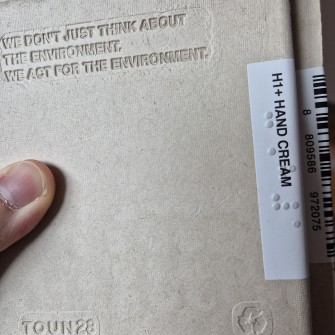 WE DON'T JUST THINK ABOUT
THE ENVIRONMENT.
WE ACT FOR THE ENVIRONMENT.
H1+ HAND CREAM
8 809586 972075
TOUN28